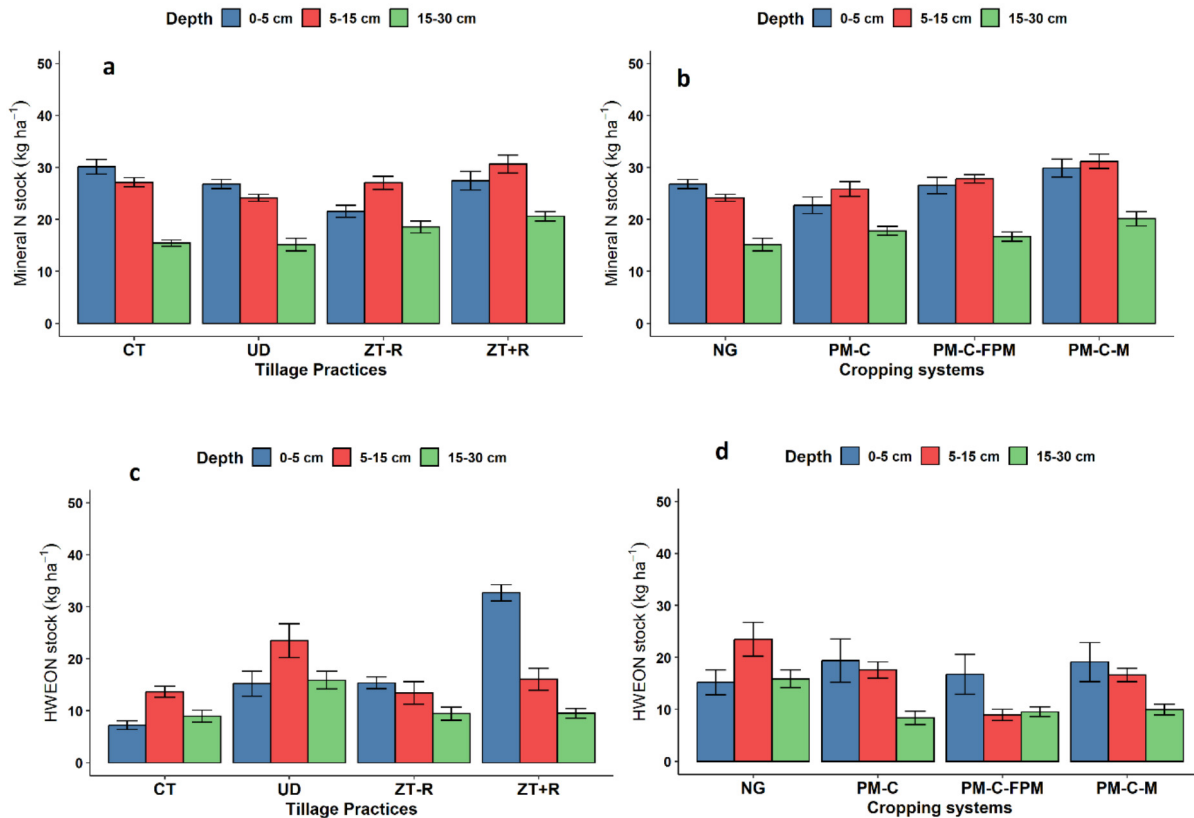 Depth 0-5 cm 5-15 cm 15-30 cm
a
Mineral N stock (kg ha⁻¹)
50
40
30
20
10
0
CT UD ZT-R ZT+R
Tillage Practices
Depth 0-5 cm 5-15 cm 15-30 cm
b
Mineral N stock (kg ha⁻¹)
50
40
30
20
10
0
NG PM-C PM-C-FPM PM-C-M
Cropping systems
Depth 0-5 cm 5-15 cm 15-30 cm
c
HWEON stock (kg ha⁻¹)
50
40
30
20
10
0
CT UD ZT-R ZT+R
Tillage Practices
Depth 0-5 cm 5-15 cm 15-30 cm
d
HWEON stock (kg ha⁻¹)
50
40
30
20
10
0
NG PM-C PM-C-FPM PM-C-M
Cropping systems